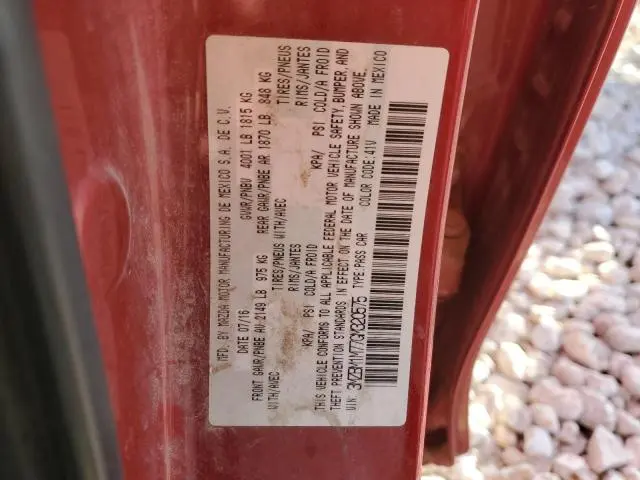 MFD. BY MAZDA MOTOR MANUFACTURING DE MEXICO S.A. DE C.V.
DATE 07/16 GVWR/PNBV 4001 LB 1815 KG
FRONT GAWR/PNBE AV 2149 LB 975 KG REAR GAWR/PNBE AR 1870 LB 848 KG
WITH/AVEC TIRES/PNEUS WITH/AVEC TIRES/PNEUS
RIMS/JANTES RIMS/JANTES
KPA/ PSI COLD/A FROID KPA/ PSI COLD/A FROID
THIS VEHICLE CONFORMS TO ALL APPLICABLE FEDERAL MOTOR VEHICLE SAFETY, BUMPER, AND
THEFT PREVENTION STANDARDS IN EFFECT ON THE DATE OF MANUFACTURE SHOWN ABOVE.
TYPE:PASS CAR COLOR CODE:41V MADE IN MEXICO
VIN: 3MZBM1M77GM320575